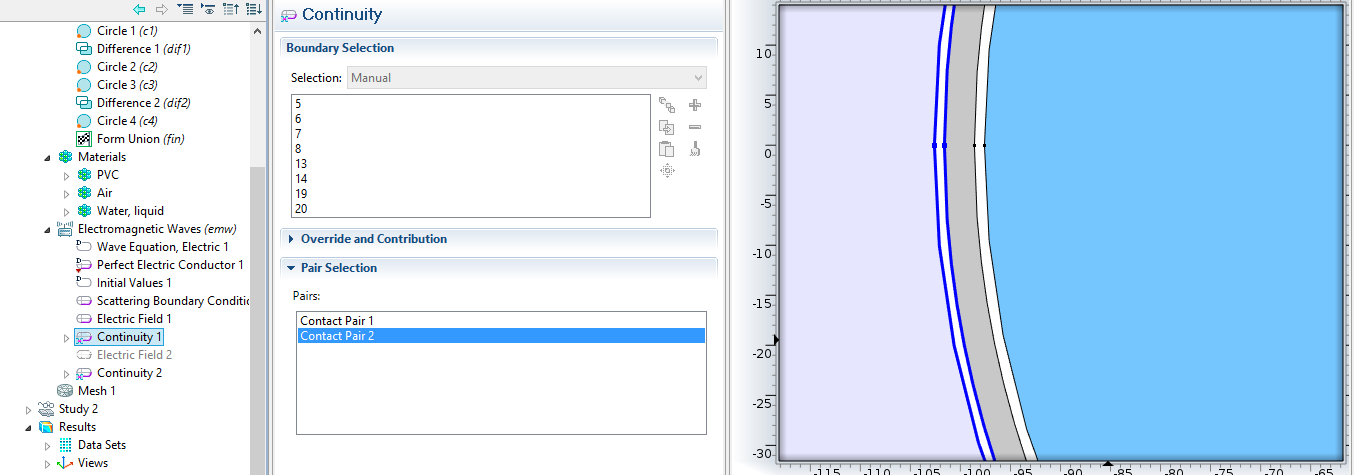 Circle 1 (c1)
Difference 1 (dif1)
Circle 2 (c2)
Circle 3 (c3)
Difference 2 (dif2)
Circle 4 (c4)
Form Union (fin)
Materials
PVC
Air
Water, liquid
Electromagnetic Waves (emw)
Wave Equation, Electric 1
Perfect Electric Conductor 1
Initial Values 1
Scattering Boundary Conditio
Electric Field 1
Continuity 1
Electric Field 2
Continuity 2
Mesh 1
Study 2
Results
Data Sets
Views
Continuity
Boundary Selection
Selection: Manual
5
6
7
8
13
14
19
20
Override and Contribution
Pair Selection
Pairs:
Contact Pair 1
Contact Pair 2
10
5
0
-5
-10
-15
-20
-25
-30
-115 -110 -105 -100 -95 -90 -85 -80 -75 -70 -65